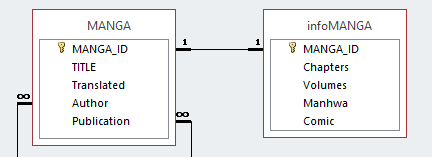 MANGA
MANGA_ID
TITLE
Translated
Author
Publication
1
1
∞
∞
infoMANGA
MANGA_ID
Chapters
Volumes
Manhwa
Comic